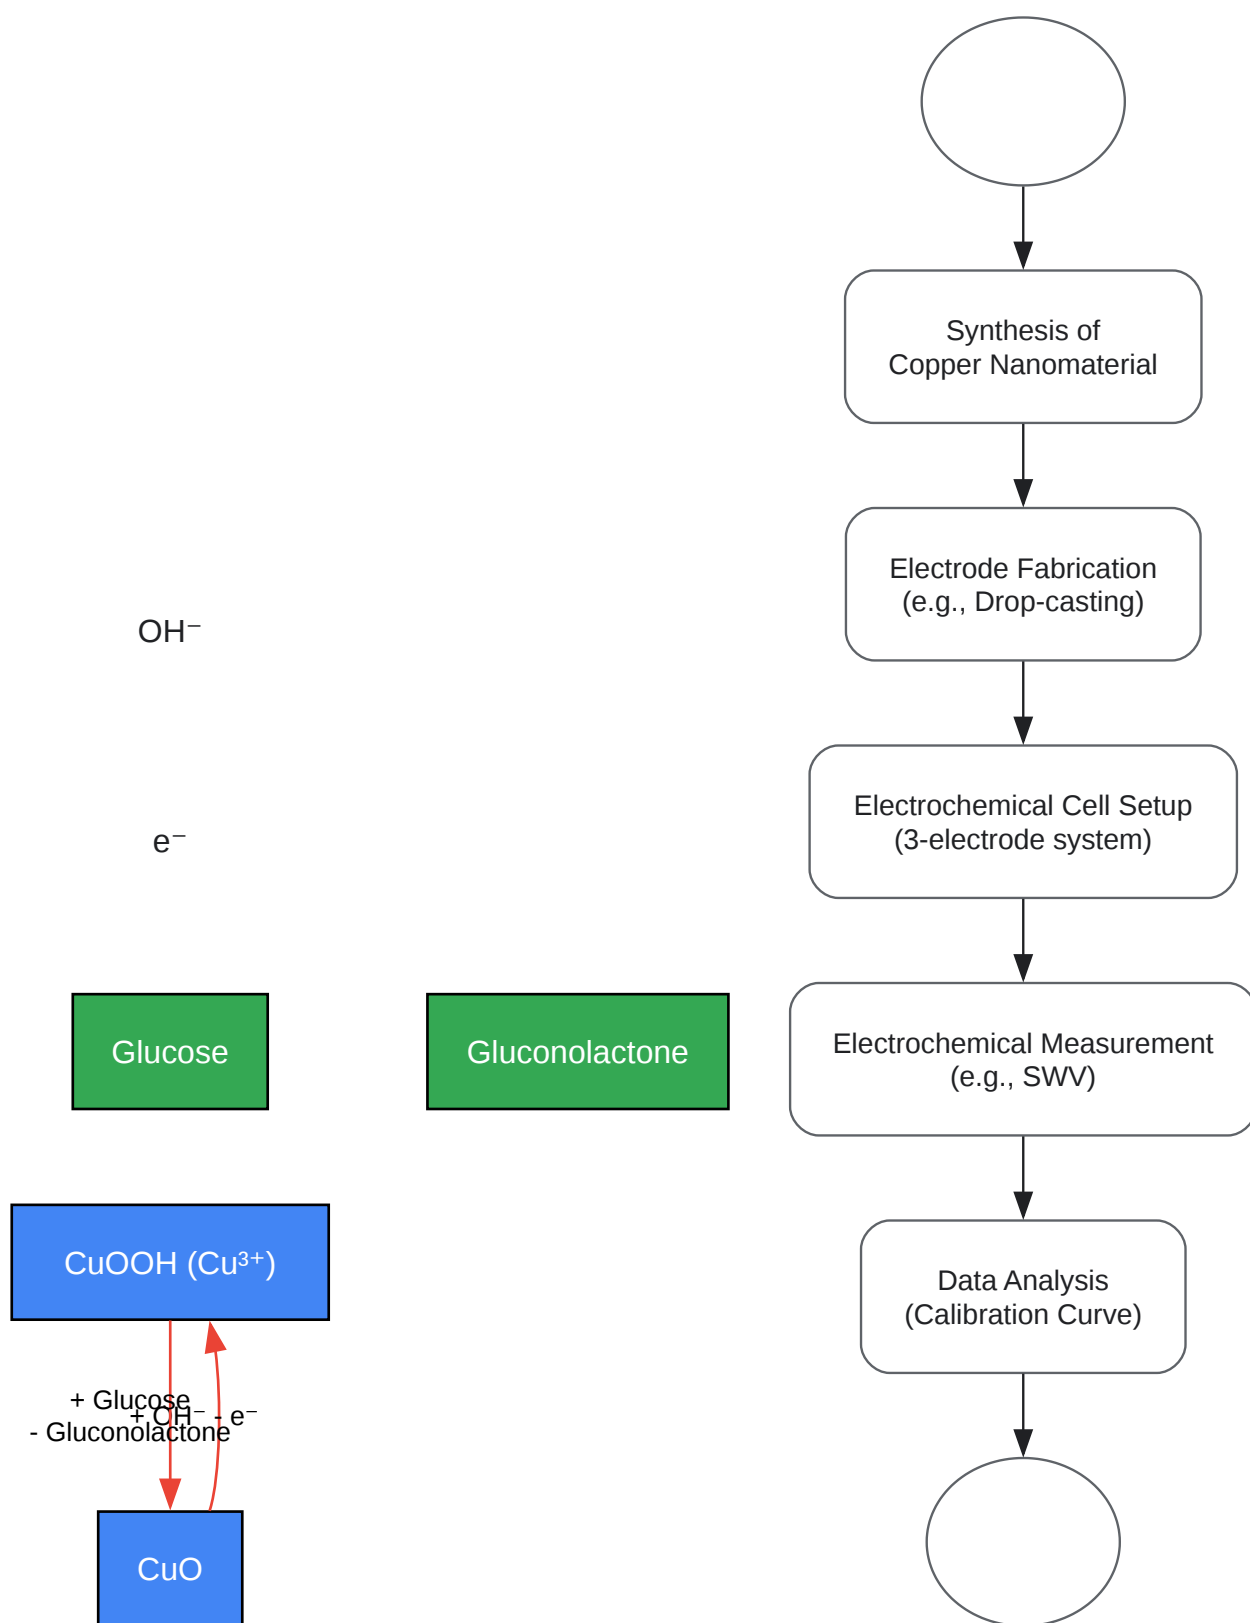 Synthesis of
Copper Nanomaterial
Electrode Fabrication
(e.g., Drop-casting)
OH⁻
Electrochemical Cell Setup
(3-electrode system)
e⁻
Glucose
Gluconolactone
Electrochemical Measurement
(e.g., SWV)
CuOOH (Cu³⁺)
Data Analysis
(Calibration Curve)
+ Glucose
- Gluconolactone
+ OH⁻ - e⁻
CuO